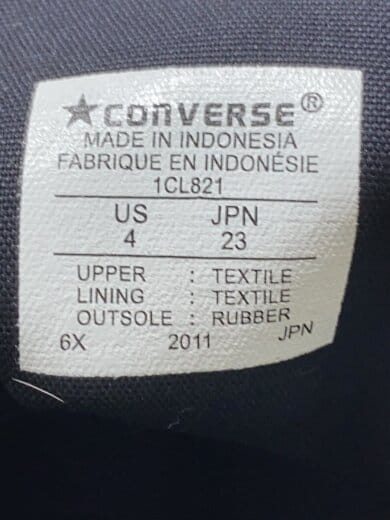 ★CONVERSE®
MADE IN INDONESIA
FABRIQUE EN INDONÉSIE
1CL821
US JPN
4 23
UPPER : TEXTILE
LINING : TEXTILE
OUTSOLE : RUBBER
6X 2011 JPN